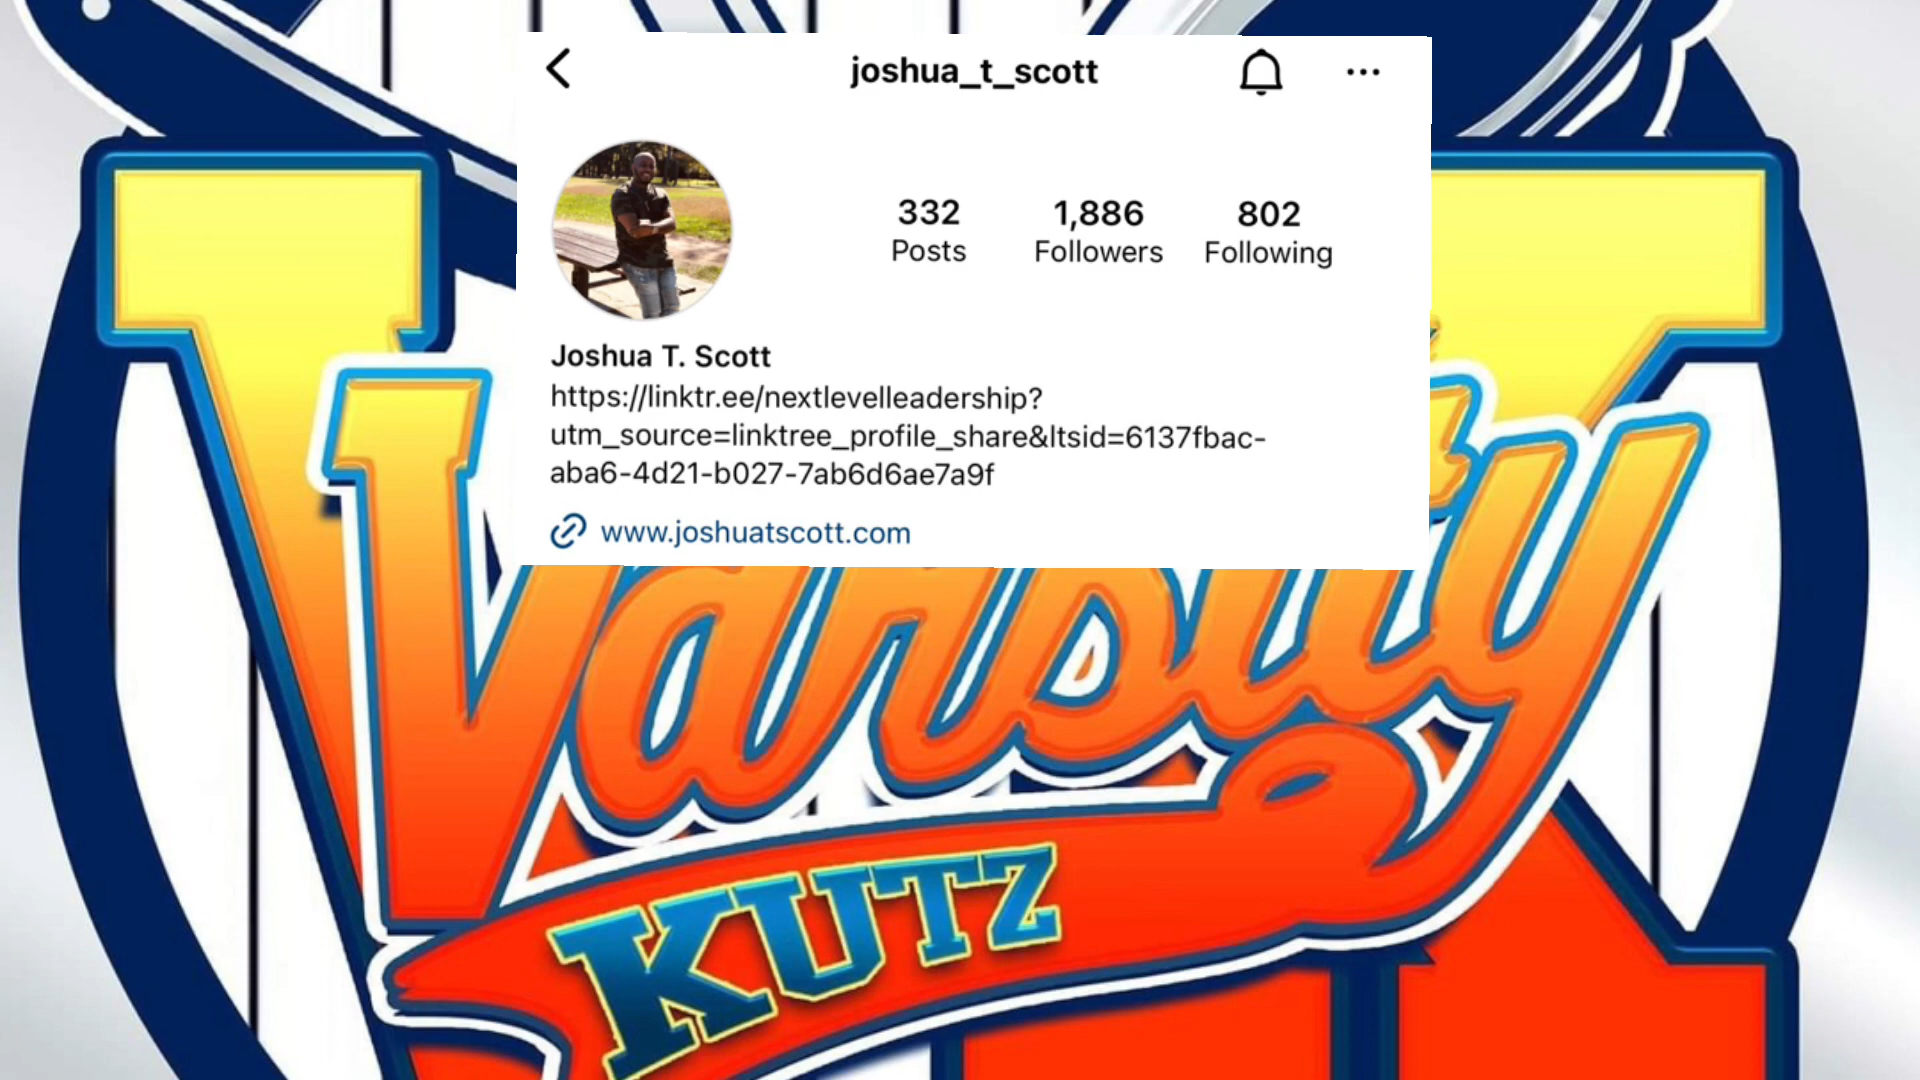 joshua_t_scott
332 1,886 802
Posts Followers Following
Joshua T. Scott
https://linktr.ee/nextlevelleadership?
utm_source=linktree_profile_share&ltsid=6137fbac-
aba6-4d21-b027-7ab6d6ae7a9f
www.joshuatscott.com
Varsity
KUTZ